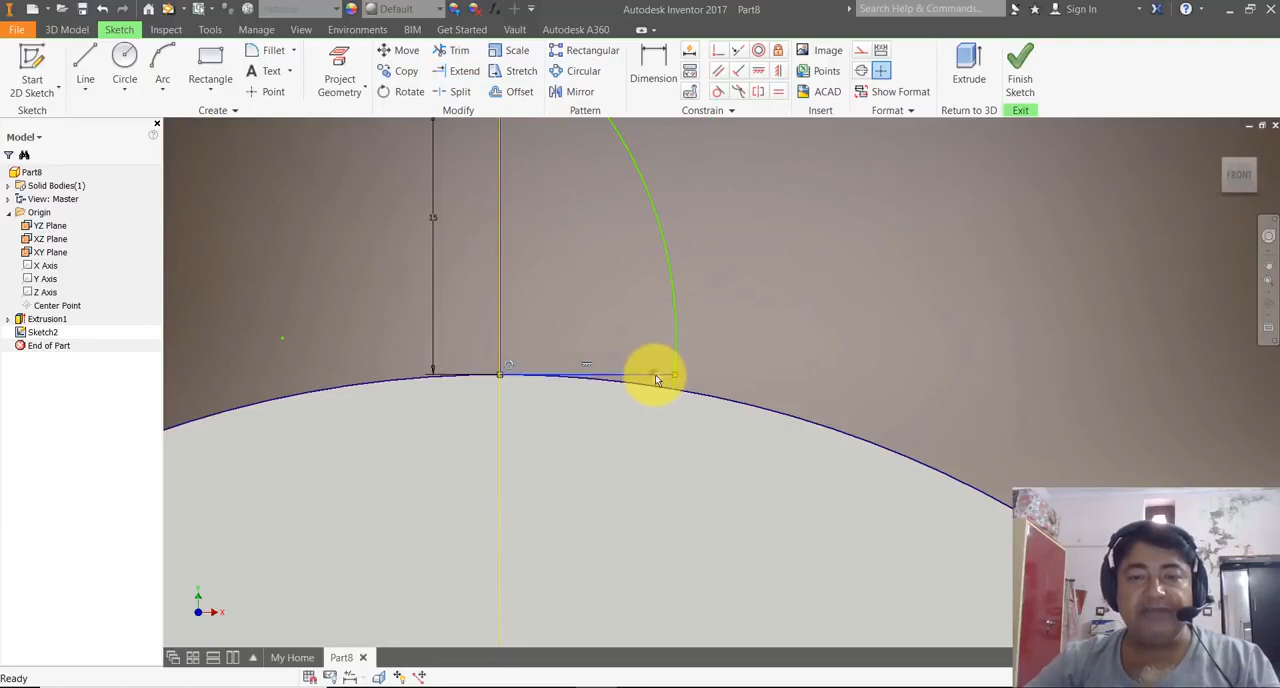 Material
Default
Autodesk Inventor 2017 Part8
Search Help & Commands...
Sign In
File
3D Model
Sketch
Inspect
Tools
Manage
View
Environments
BIM
Get Started
Vault
Autodesk A360
Start
2D Sketch
Line
Circle
Arc
Rectangle
Fillet
Text
Point
Project
Geometry
Move
Copy
Rotate
Trim
Extend
Split
Scale
Stretch
Offset
Rectangular
Circular
Mirror
Dimension
Image
Points
ACAD
Show Format
Extrude
Finish
Sketch
Sketch
Create
Modify
Pattern
Constrain
Insert
Format
Return to 3D
Exit
Model
Part8
Solid Bodies(1)
View: Master
Origin
YZ Plane
XZ Plane
XY Plane
X Axis
Y Axis
Z Axis
Center Point
Extrusion1
Sketch2
End of Part
15
FRONT
Y
X
My Home
Part8
Ready